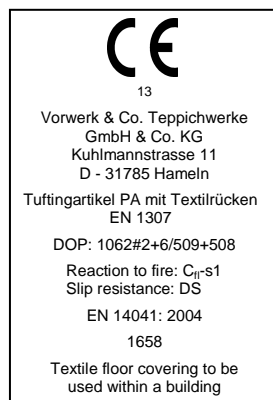 CE
13
Vorwerk & Co. Teppichwerke
GmbH & Co. KG
Kuhlmannstrasse 11
D - 31785 Hameln
Tuftingartikel PA mit Textilrücken
EN 1307
DOP: 1062#2+6/509+508
Reaction to fire: Cfl-s1
Slip resistance: DS
EN 14041: 2004
1658
Textile floor covering to be
used within a building